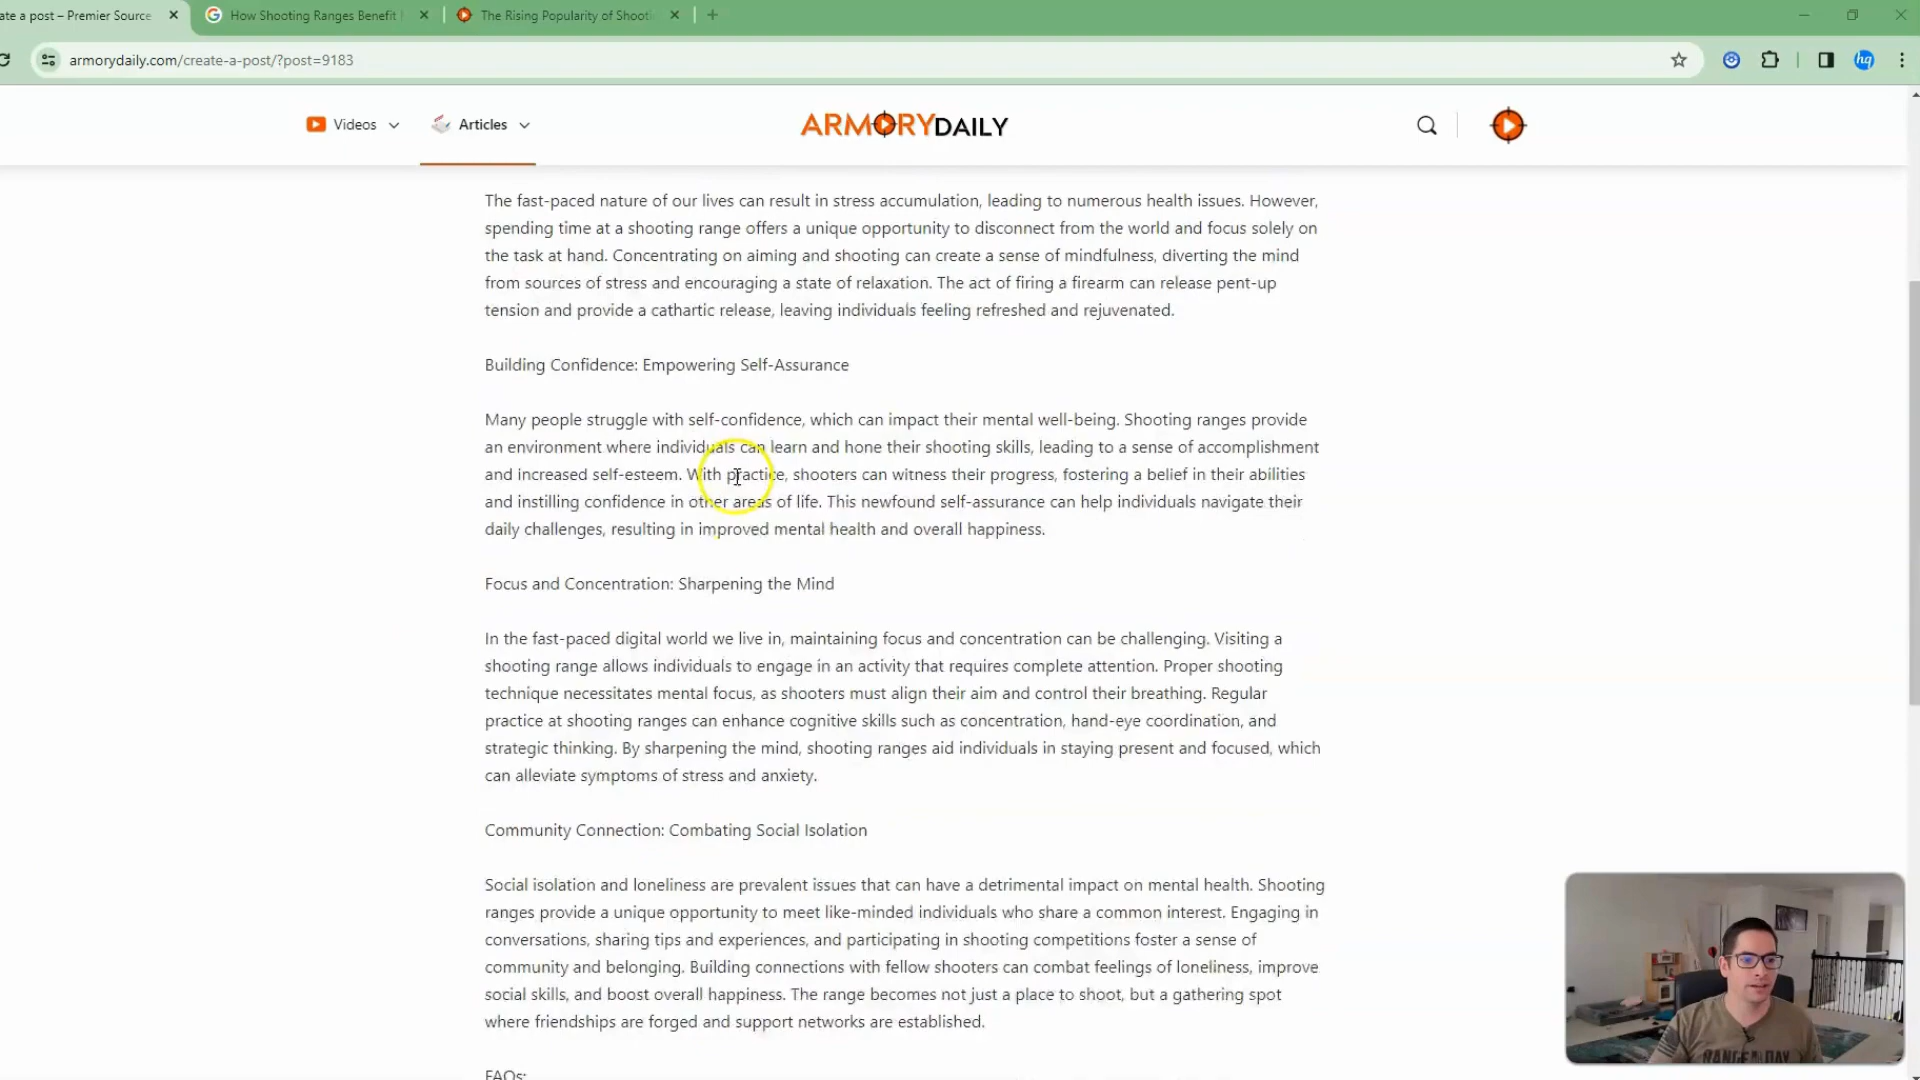 ate a post – Premier Source
How Shooting Ranges Benefit
The Rising Popularity of Shooti
armorydaily.com/create-a-post/?post=9183
hq
Videos
Articles
ARMORYDAILY
The fast-paced nature of our lives can result in stress accumulation, leading to numerous health issues. However,
spending time at a shooting range offers a unique opportunity to disconnect from the world and focus solely on
the task at hand. Concentrating on aiming and shooting can create a sense of mindfulness, diverting the mind
from sources of stress and encouraging a state of relaxation. The act of firing a firearm can release pent-up
tension and provide a cathartic release, leaving individuals feeling refreshed and rejuvenated.
Building Confidence: Empowering Self-Assurance
Many people struggle with self-confidence, which can impact their mental well-being. Shooting ranges provide
an environment where individuals can learn and hone their shooting skills, leading to a sense of accomplishment
and increased self-esteem. With practice, shooters can witness their progress, fostering a belief in their abilities
and instilling confidence in other areas of life. This newfound self-assurance can help individuals navigate their
daily challenges, resulting in improved mental health and overall happiness.
Focus and Concentration: Sharpening the Mind
In the fast-paced digital world we live in, maintaining focus and concentration can be challenging. Visiting a
shooting range allows individuals to engage in an activity that requires complete attention. Proper shooting
technique necessitates mental focus, as shooters must align their aim and control their breathing. Regular
practice at shooting ranges can enhance cognitive skills such as concentration, hand-eye coordination, and
strategic thinking. By sharpening the mind, shooting ranges aid individuals in staying present and focused, which
can alleviate symptoms of stress and anxiety.
Community Connection: Combating Social Isolation
Social isolation and loneliness are prevalent issues that can have a detrimental impact on mental health. Shooting
ranges provide a unique opportunity to meet like-minded individuals who share a common interest. Engaging in
conversations, sharing tips and experiences, and participating in shooting competitions foster a sense of
community and belonging. Building connections with fellow shooters can combat feelings of loneliness, improve
social skills, and boost overall happiness. The range becomes not just a place to shoot, but a gathering spot
where friendships are forged and support networks are established.
FAQs:
RANGE DAY